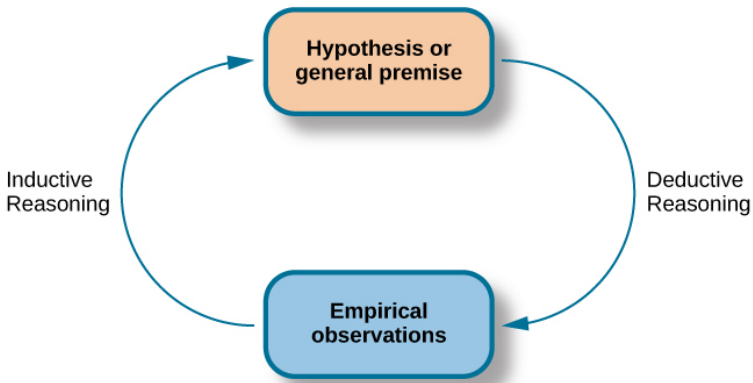 Hypothesis or
general premise
Inductive
Reasoning
Deductive
Reasoning
Empirical
observations